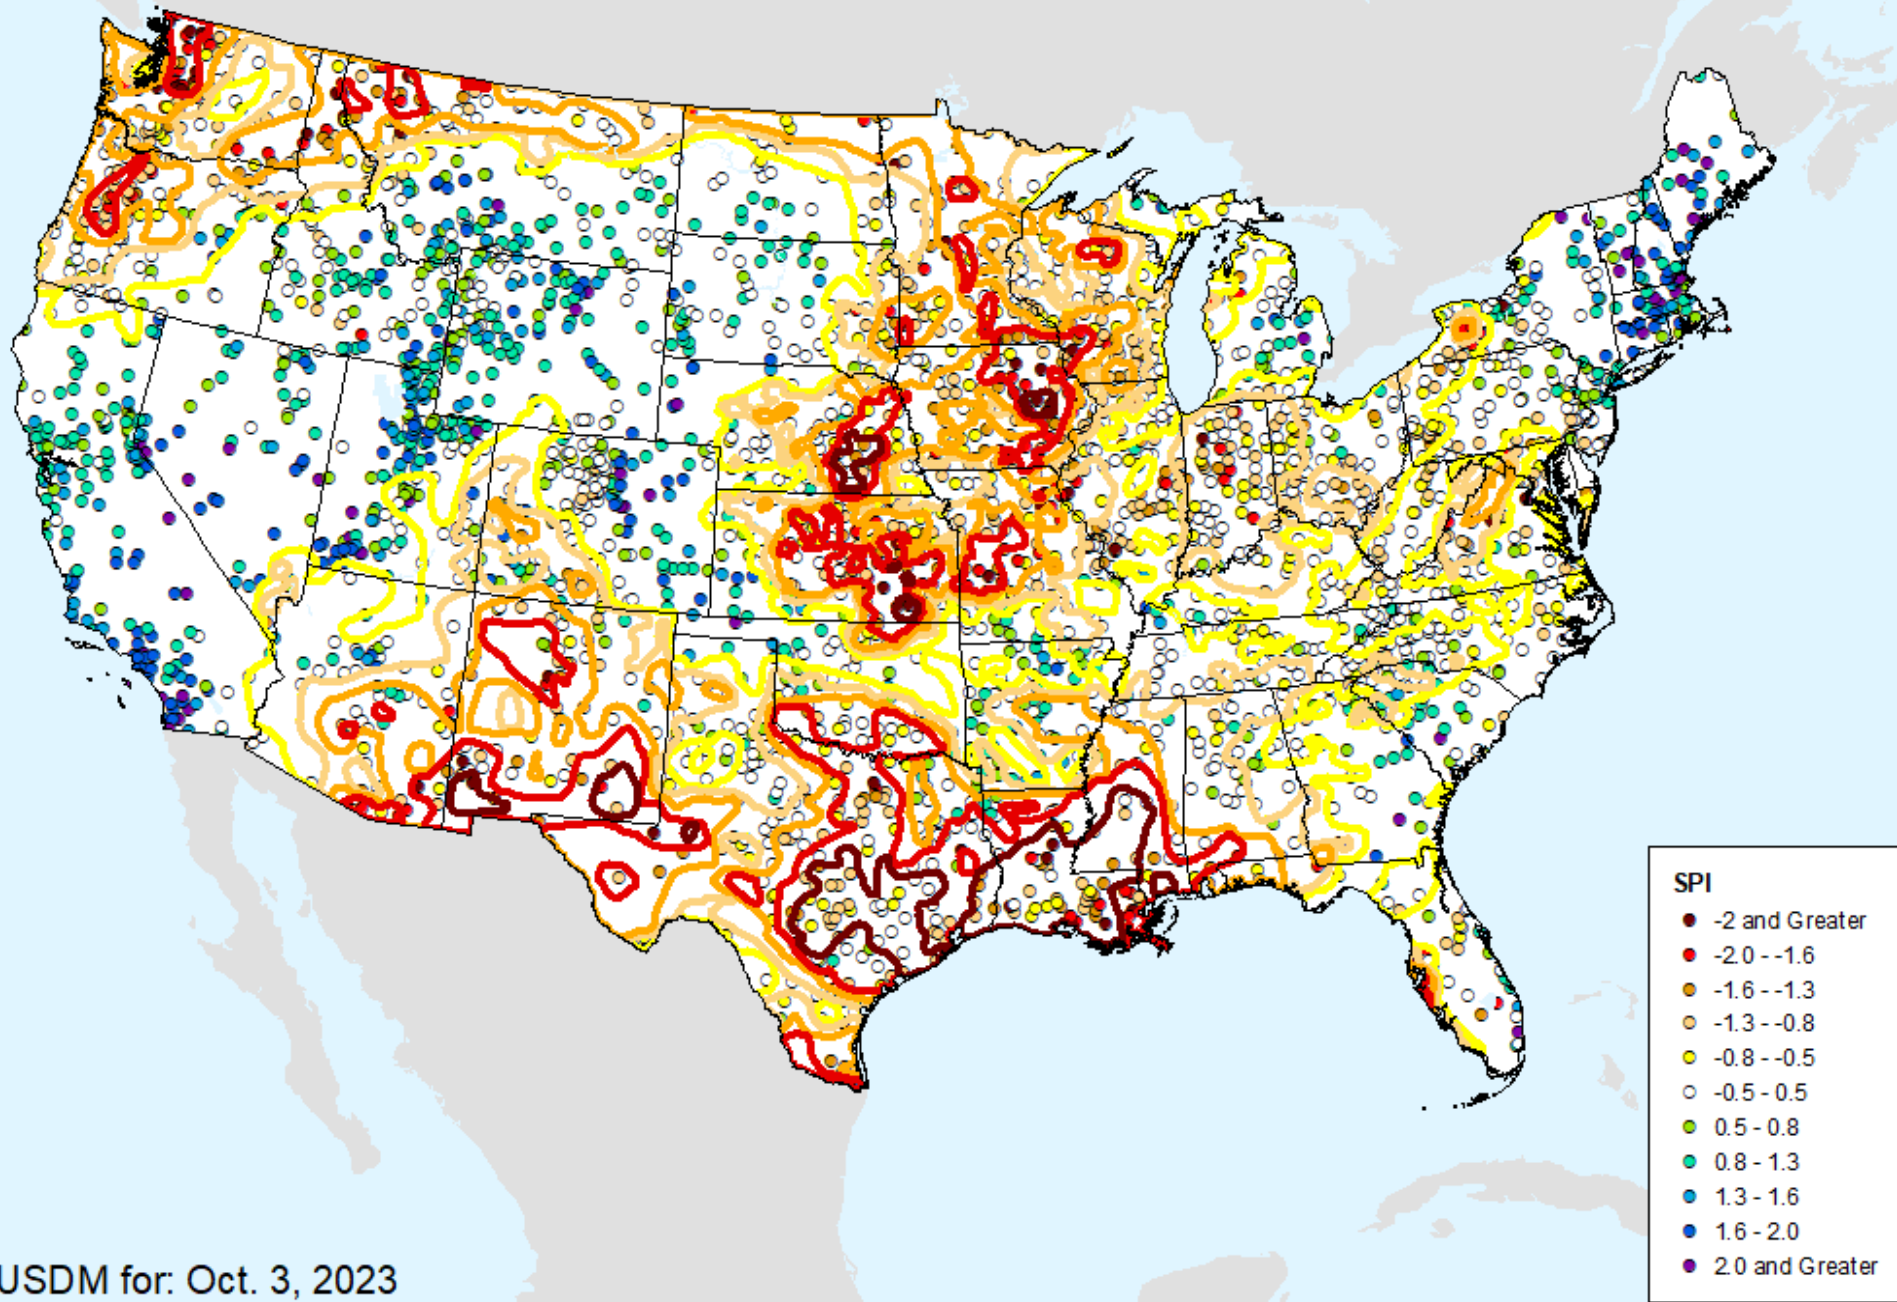 SPI
-2 and Greater
-2.0 - -1.6
-1.6 - -1.3
-1.3 - -0.8
-0.8 - -0.5
-0.5 - 0.5
0.5 - 0.8
0.8 - 1.3
1.3 - 1.6
1.6 - 2.0
2.0 and Greater
USDM for: Oct. 3, 2023